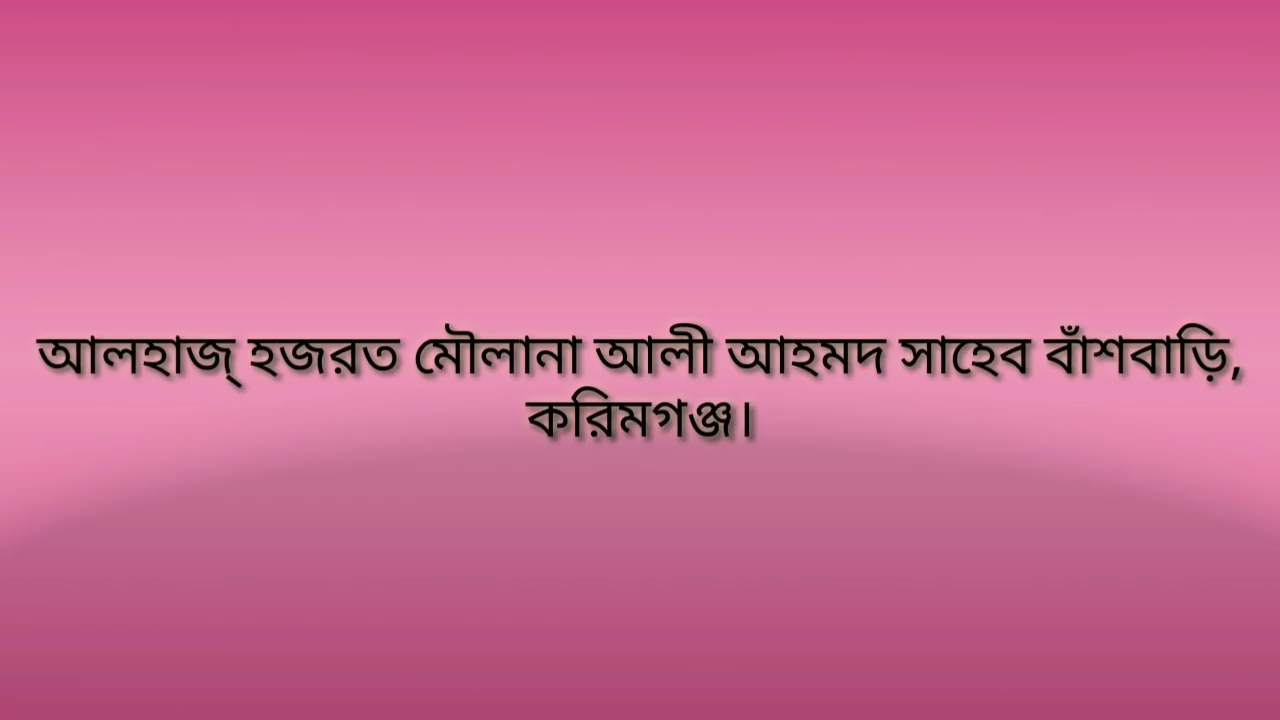 আলহাজ্ হজরত মৌলানা আলী আহমদ সাহেব বাঁশবাড়ি,
করিমগঞ্জ।